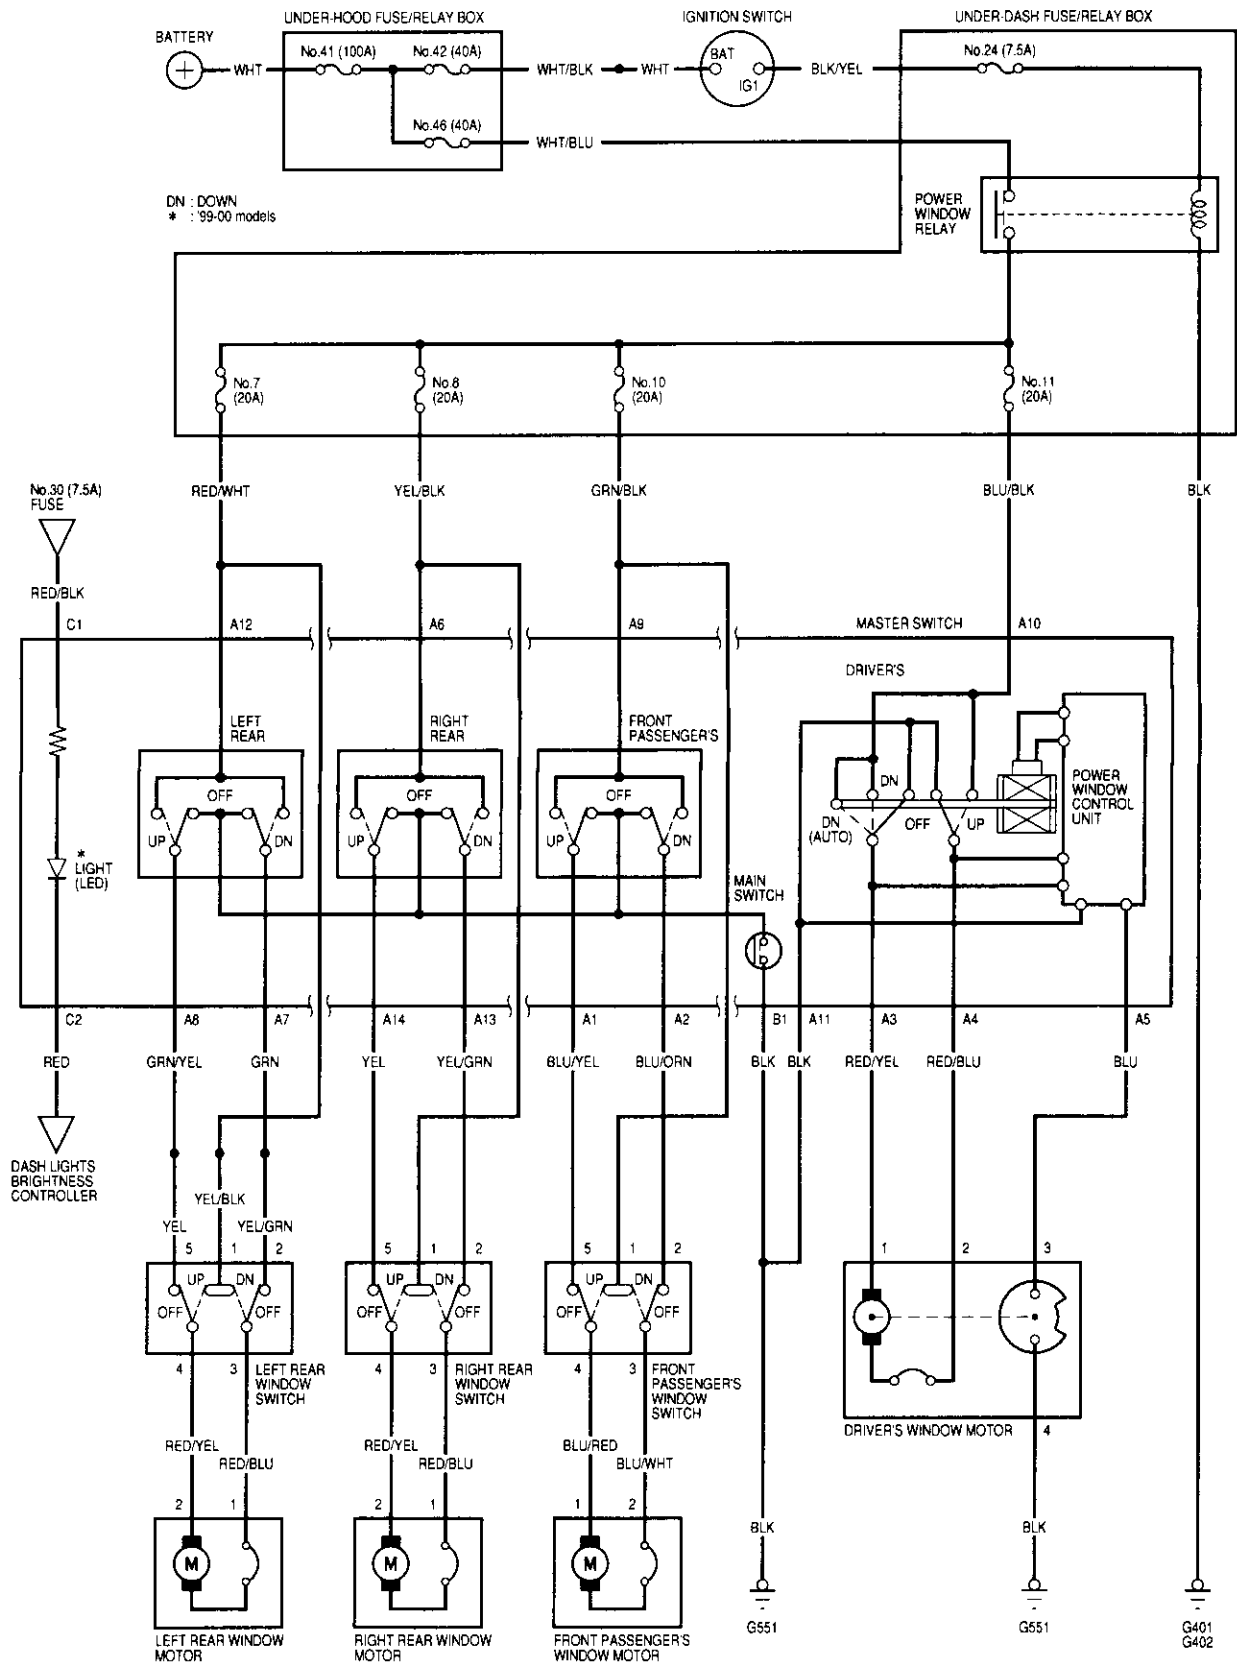 UNDER-HOOD FUSE/RELAY BOX
IGNITION SWITCH
UNDER-DASH FUSE/RELAY BOX
BATTERY
No.41 (100A)
No.42 (40A)
BAT
No.24 (7.5A)
WHT
WHT/BLK
WHT
IG1
BLK/YEL
No.46 (40A)
WHT/BLU
DN : DOWN
* : '99-00 models
POWER
WINDOW
RELAY
No.7
(20A)
No.8
(20A)
No.10
(20A)
No.11
(20A)
No.30 (7.5A)
FUSE
RED/WHT
YEL/BLK
GRN/BLK
BLU/BLK
BLK
RED/BLK
C1
A12
A6
A9
MASTER SWITCH
A10
DRIVER'S
LEFT
REAR
RIGHT
REAR
FRONT
PASSENGER'S
OFF
UP
DN
OFF
UP
DN
OFF
UP
DN
DN
DN
(AUTO)
OFF
UP
POWER
WINDOW
CONTROL
UNIT
*
LIGHT
(LED)
MAIN
SWITCH
C2
A8
A7
A14
A13
A1
A2
B1
A11
A3
A4
A5
RED
GRN/YEL
GRN
YEL
YEL/GRN
BLU/YEL
BLU/ORN
BLK
BLK
RED/YEL
RED/BLU
BLU
DASH LIGHTS
BRIGHTNESS
CONTROLLER
YEL/BLK
YEL
YEL/GRN
5
1
2
5
1
2
5
1
2
1
2
3
UP
DN
OFF
OFF
UP
DN
OFF
OFF
UP
DN
OFF
OFF
4
3
LEFT REAR
WINDOW
SWITCH
4
3
RIGHT REAR
WINDOW
SWITCH
4
3
FRONT
PASSENGER'S
WINDOW
SWITCH
DRIVER'S WINDOW MOTOR
4
RED/YEL
RED/BLU
RED/YEL
RED/BLU
BLU/RED
BLU/WHT
2
1
2
1
1
2
BLK
BLK
M
M
M
G551
G551
G401
G402
LEFT REAR WINDOW
MOTOR
RIGHT REAR WINDOW
MOTOR
FRONT PASSENGER'S
WINDOW MOTOR